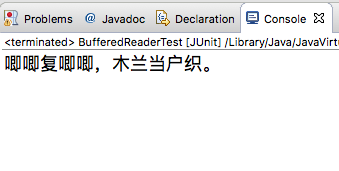 Problems @ Javadoc Declaration Console
<terminated> BufferedReaderTest [JUnit] /Library/Java/JavaVirtu
唧唧复唧唧，木兰当户织。